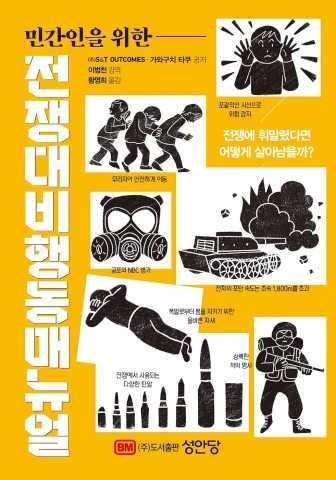 민간인을 위한
전쟁대비행동매뉴얼
㈜S&T OUTCOMES · 가와구치 타쿠 공저
이범천 감역
황명희 옮김
포괄적인 시선으로
위험 감지
전쟁에 휘말렸다면
어떻게 살아남을까?
무리지어 안전하게 이동
공포의 NBC 병기
전차의 포탄 속도는 초속 1,800m를 초과
폭발로부터 몸을 지키기 위한
올바른 자세
전쟁에서 사용되는
다양한 탄알
상륙한
적의 병사
BM (주)도서출판 성안당